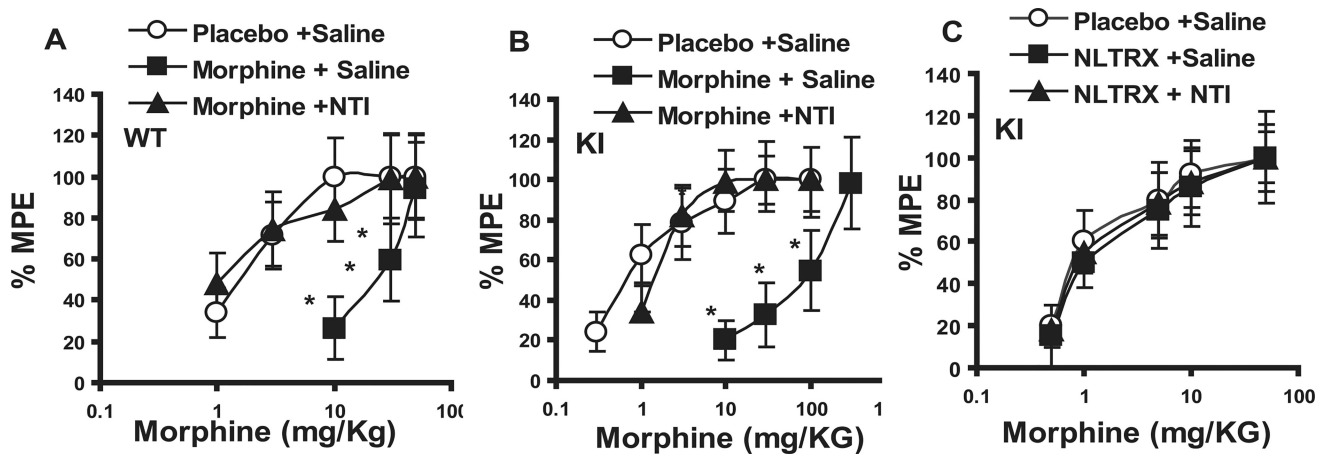 A
Placebo +Saline
Morphine + Saline
Morphine +NTI
WT
% MPE
140
120
100
80
60
40
20
0
*
*
*
0.1 1 10 100
Morphine (mg/Kg)
B
Placebo +Saline
Morphine + Saline
Morphine +NTI
KI
% MPE
140
120
100
80
60
40
20
0
*
*
*
*
0.1 1 10 100 1
Morphine (mg/KG)
C
Placebo +Saline
NLTRX +Saline
NLTRX + NTI
KI
% MPE
140
120
100
80
60
40
20
0
0.1 1 10 100
Morphine (mg/KG)